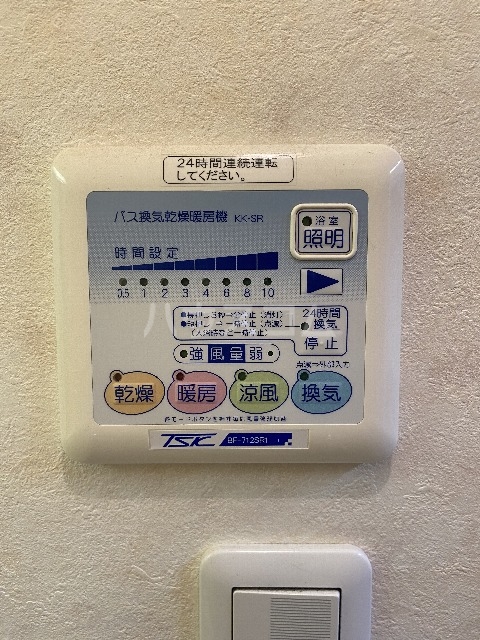 24時間連続運転
してください。
バス換気乾燥暖房機 KK-SR
浴室
照明
時間設定
0.5 1 2 3 4 6 8 10
24時間
換気
停止
強 風量 弱
乾燥 暖房 涼風 換気
TSK BF-712SR1